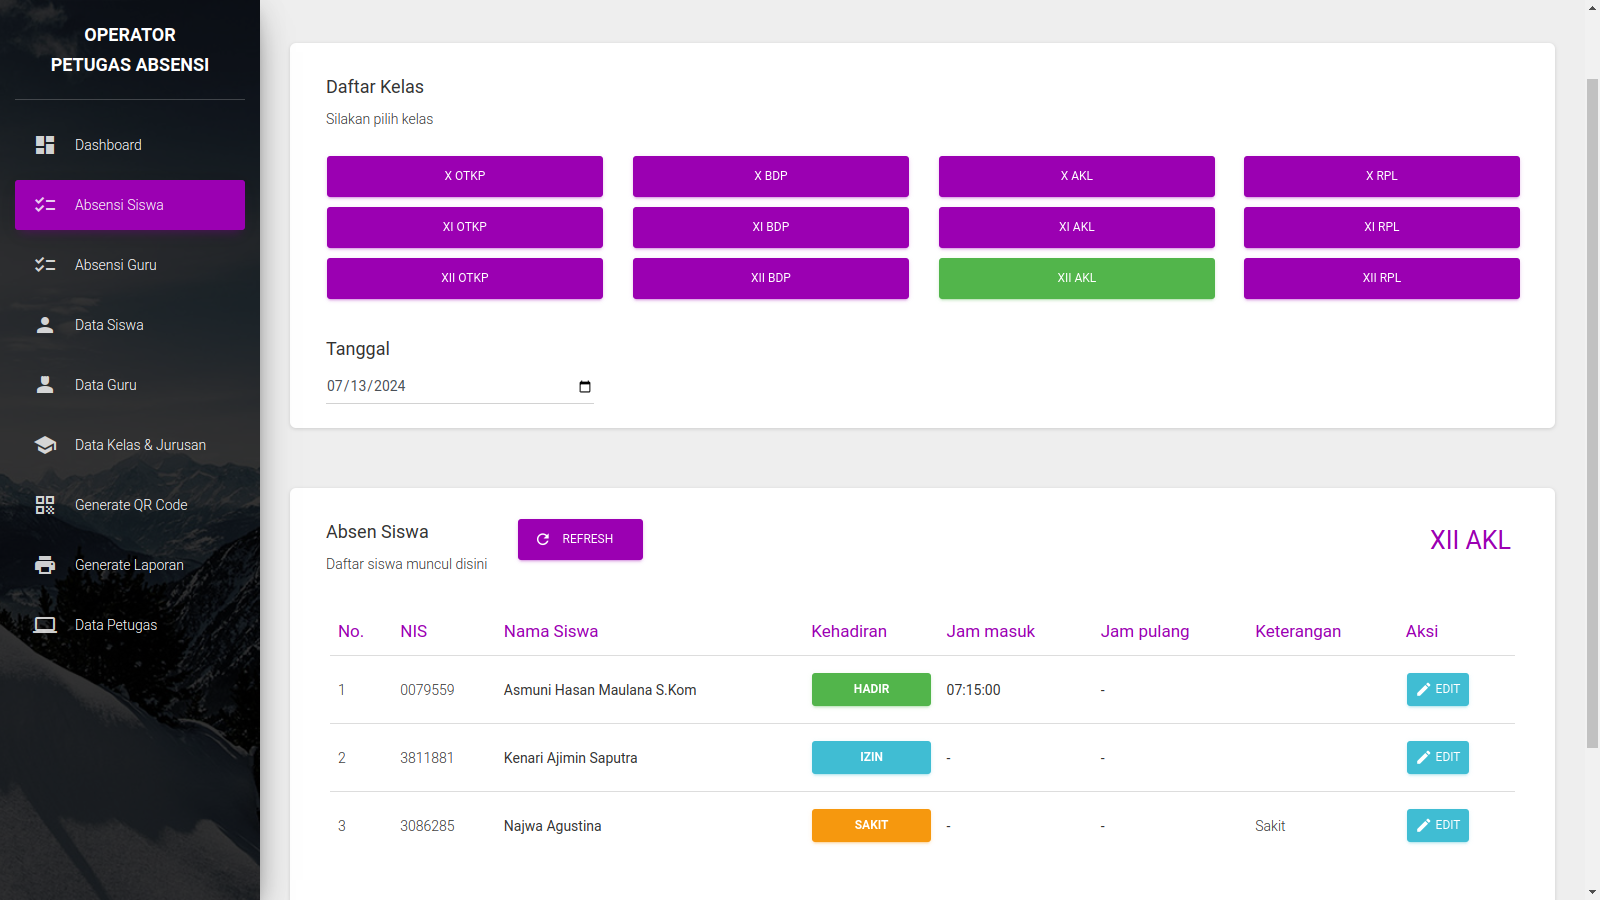 OPERATOR
PETUGAS ABSENSI
Dashboard
Absensi Siswa
Absensi Guru
Data Siswa
Data Guru
Data Kelas & Jurusan
Generate QR Code
Generate Laporan
Data Petugas
Daftar Kelas
Silakan pilih kelas
X OTKP X BDP X AKL X RPL
XI OTKP XI BDP XI AKL XI RPL
XII OTKP XII BDP XII AKL XII RPL
Tanggal
07/13/2024
Absen Siswa
Daftar siswa muncul disini
REFRESH
XII AKL
No. NIS Nama Siswa Kehadiran Jam masuk Jam pulang Keterangan Aksi
1 0079559 Asmuni Hasan Maulana S.Kom HADIR 07:15:00 - EDIT
2 3811881 Kenari Ajimin Saputra IZIN - - EDIT
3 3086285 Najwa Agustina SAKIT - - Sakit EDIT